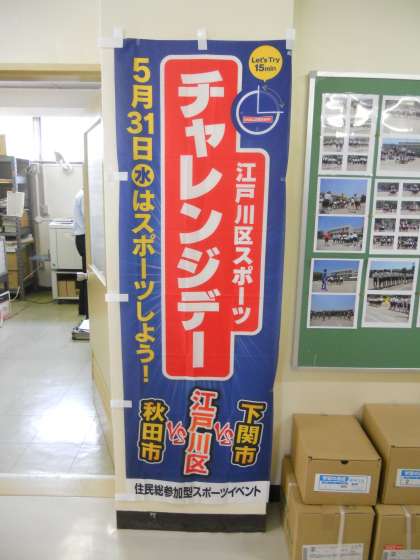 Let's Try
15min
江戸川区スポーツ
チャレンジデー
5月31日㊌はスポーツしよう!
下関市
VS
江戸川区
VS
秋田市
住民総参加型スポーツイベント